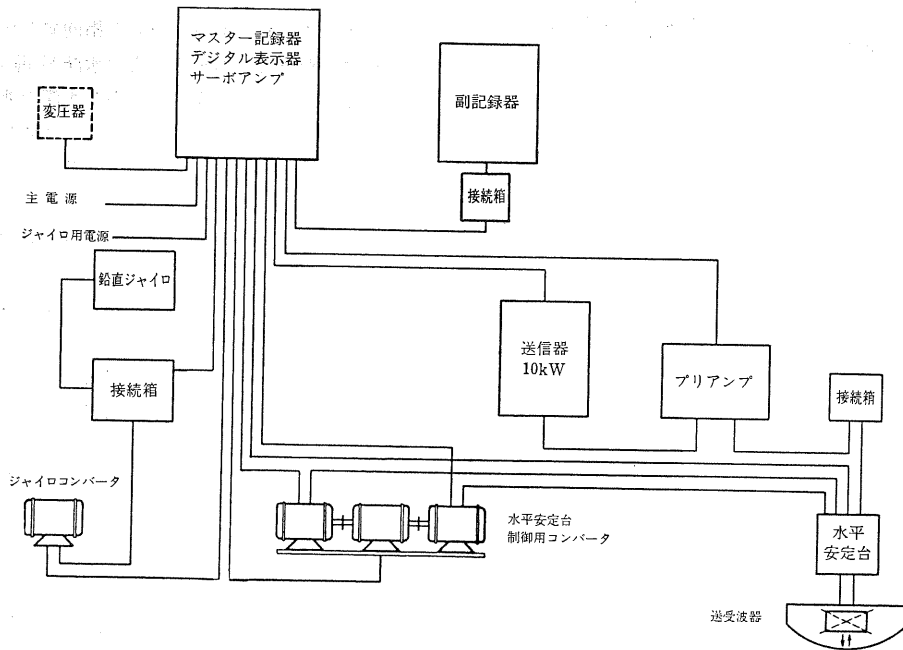 マスター記録器
デジタル表示器
サーボアンプ
副記録器
変圧器
接続箱
主電源
ジャイロ用電源
鉛直ジャイロ
送信器
10kW
プリアンプ
接続箱
接続箱
ジャイロコンバータ
水平安定台
制御用コンバータ
水平
安定台
送受波器